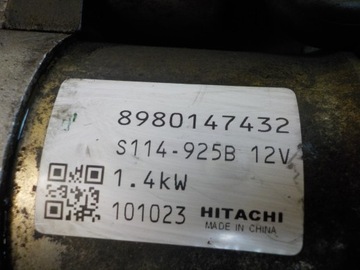 8980147432
S114-925B 12V
1.4kW
101023 HITACHI
MADE IN CHINA